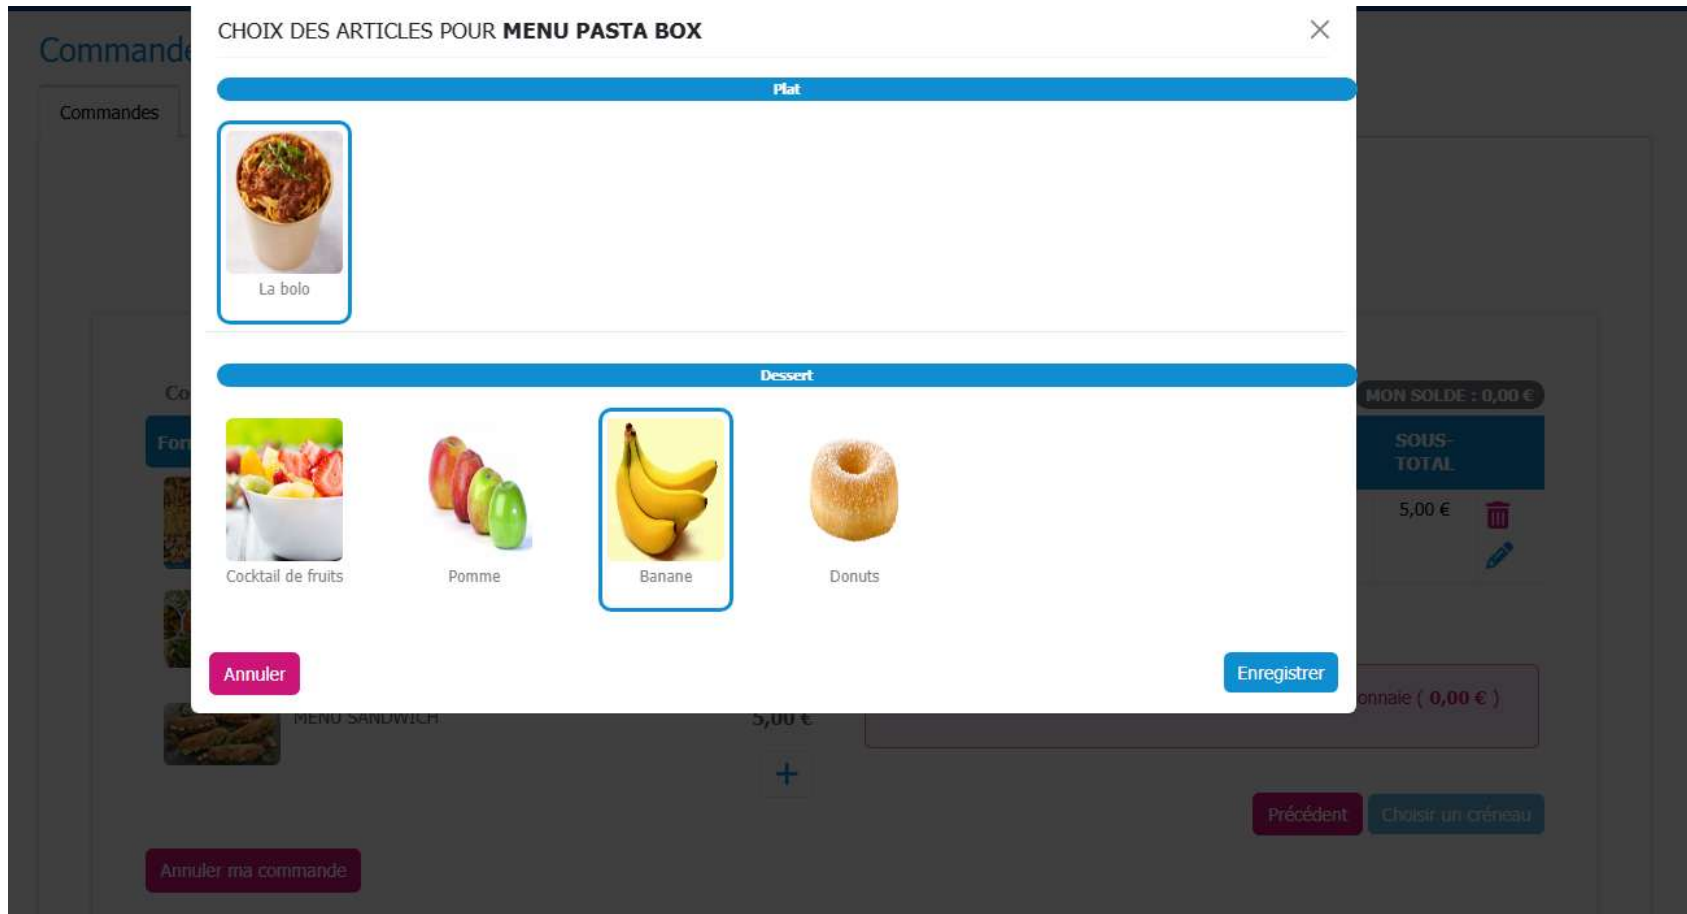 CHOIX DES ARTICLES POUR MENU PASTA BOX
Commande
Commandes
Plat
La bolo
Dessert
Cocktail de fruits
Pomme
Banane
Donuts
MON SOLDE : 0,00 €
SOUS-
TOTAL
5,00 €
Annuler
Enregistrer
( 0,00 € )
MENU SANDWICH
5,00 €
Précédent
Choisir un créneau
Annuler ma commande